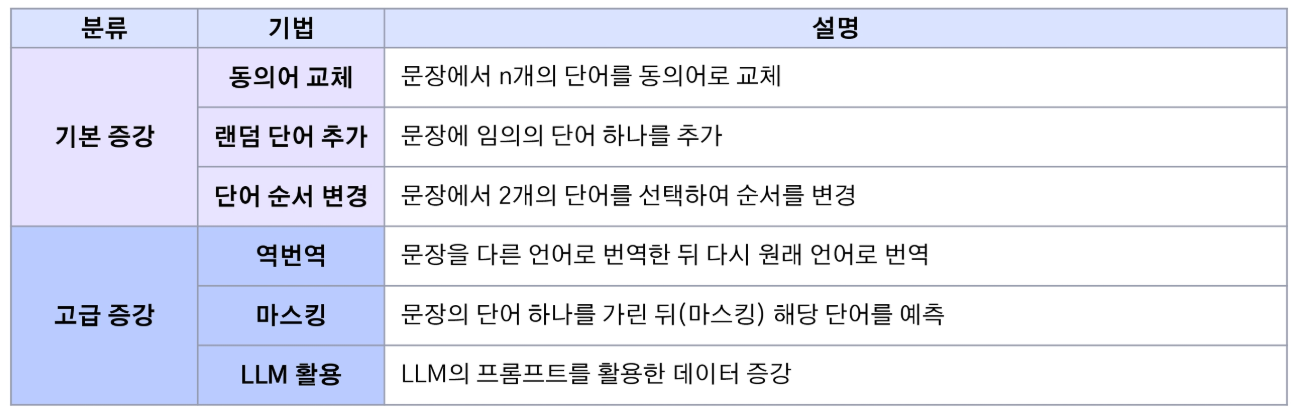 분류 기법 설명
기본 증강
동의어 교체 문장에서 n개의 단어를 동의어로 교체
랜덤 단어 추가 문장에 임의의 단어 하나를 추가
단어 순서 변경 문장에서 2개의 단어를 선택하여 순서를 변경
고급 증강
역번역 문장을 다른 언어로 번역한 뒤 다시 원래 언어로 번역
마스킹 문장의 단어 하나를 가린 뒤(마스킹) 해당 단어를 예측
LLM 활용 LLM의 프롬프트를 활용한 데이터 증강